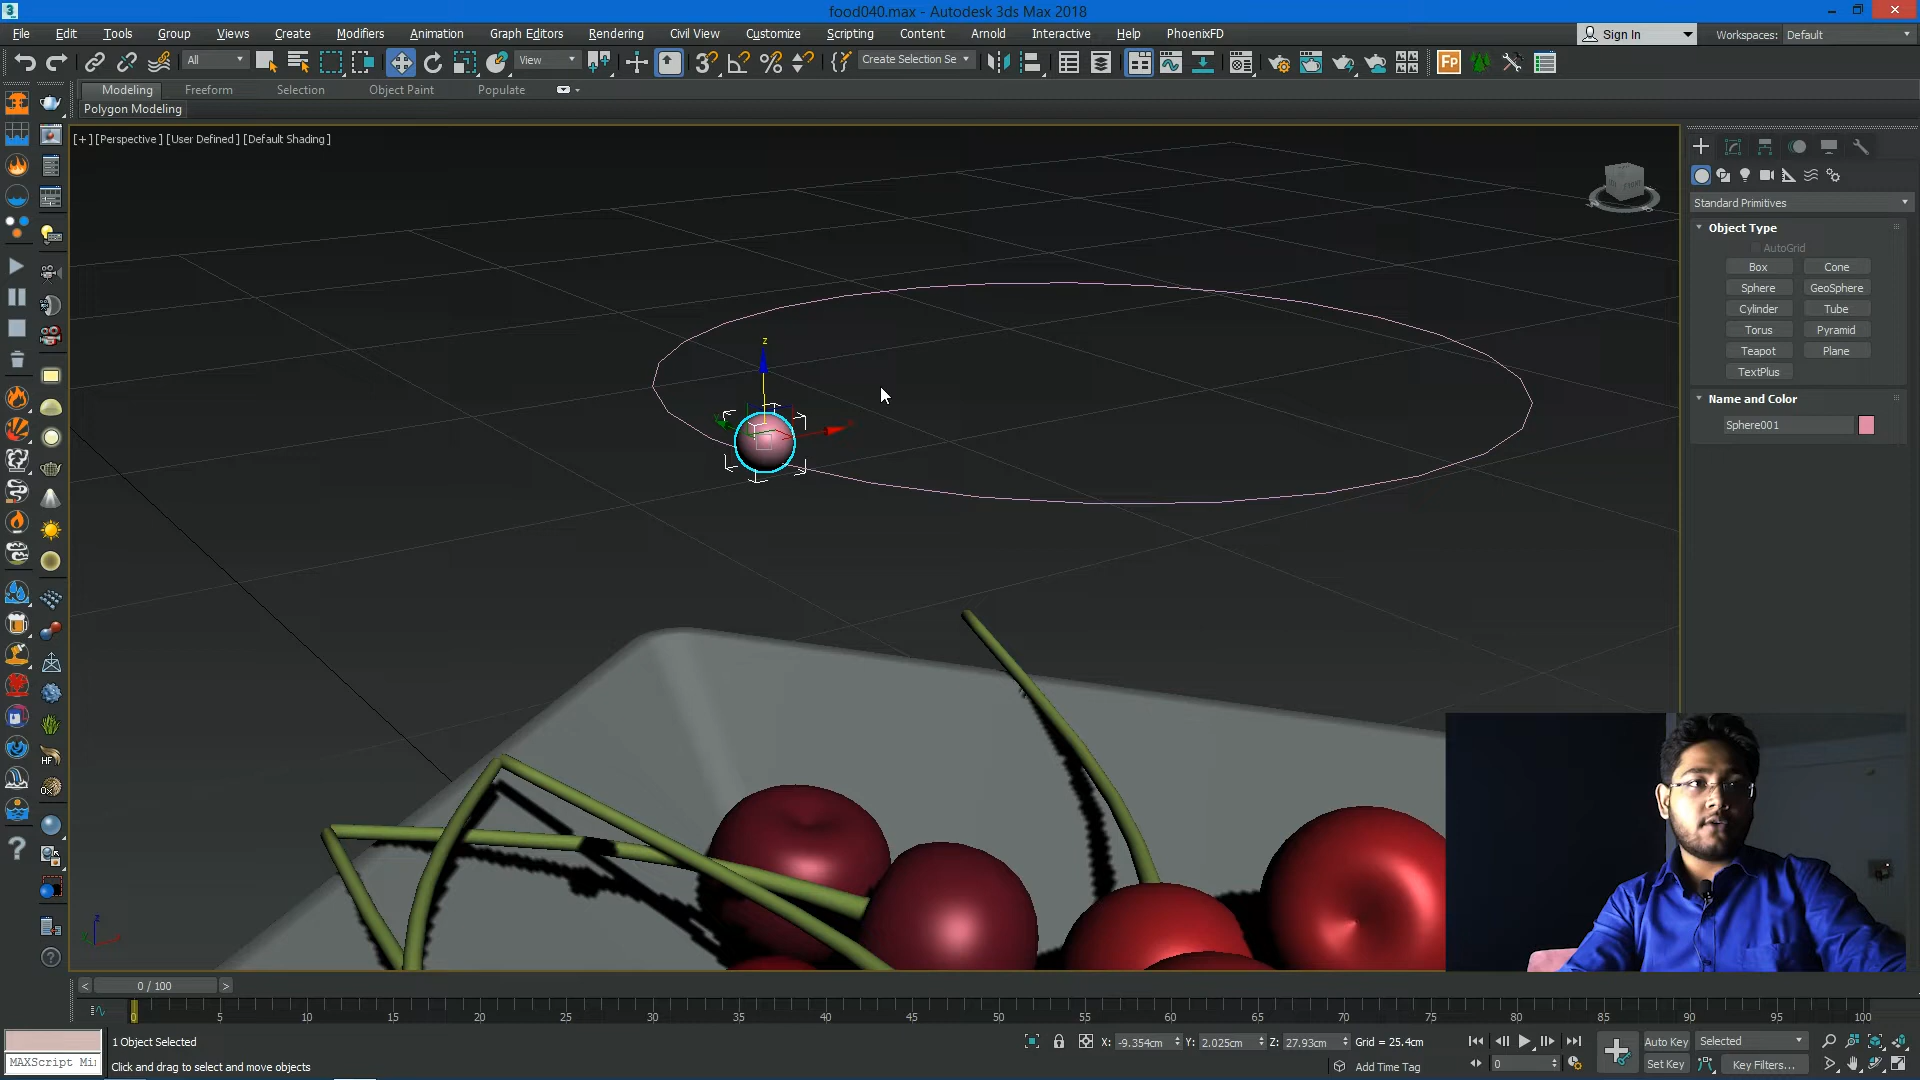 3
food040.max - Autodesk 3ds Max 2018
File Edit Tools Group Views Create Modifiers Animation Graph Editors Rendering Civil View Customize Scripting Content Arnold Interactive Help PhoenixFD Sign In Workspaces: Default
All View 3 Create Selection Se Fp
Modeling Freeform Selection Object Paint Populate
Polygon Modeling
[+] [Perspective ] [User Defined ] [Default Shading ]
Standard Primitives
Object Type
AutoGrid
Box Cone
Sphere GeoSphere
Cylinder Tube
Torus Pyramid
Teapot Plane
TextPlus
Name and Color
Sphere001
z
HF
z
< 0 / 100 >
0 5 10 15 20 25 30 35 40 45 50 55 60 65 70 75 80 85 90 95 100
1 Object Selected X: -9.354cm Y: 2.025cm Z: 27.93cm Grid = 25.4cm Auto Key Selected
MAXScript Mi Click and drag to select and move objects Add Time Tag 0 Set Key Key Filters...